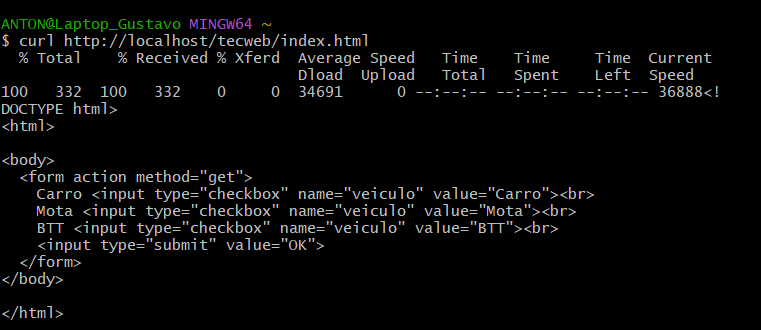 ANTON@Laptop_Gustavo MINGW64 ~
$ curl http://localhost/tecweb/index.html
  % Total    % Received % Xferd  Average Speed   Time    Time     Time  Current
                                 Dload  Upload   Total   Spent    Left  Speed
100   332  100   332    0     0  34691      0 --:--:-- --:--:-- --:--:-- 36888<!
DOCTYPE html>
<html>

<body>
  <form action method="get">
    Carro <input type="checkbox" name="veiculo" value="Carro"><br>
    Mota <input type="checkbox" name="veiculo" value="Mota"><br>
    BTT <input type="checkbox" name="veiculo" value="BTT"><br>
    <input type="submit" value="OK">
  </form>
</body>

</html>